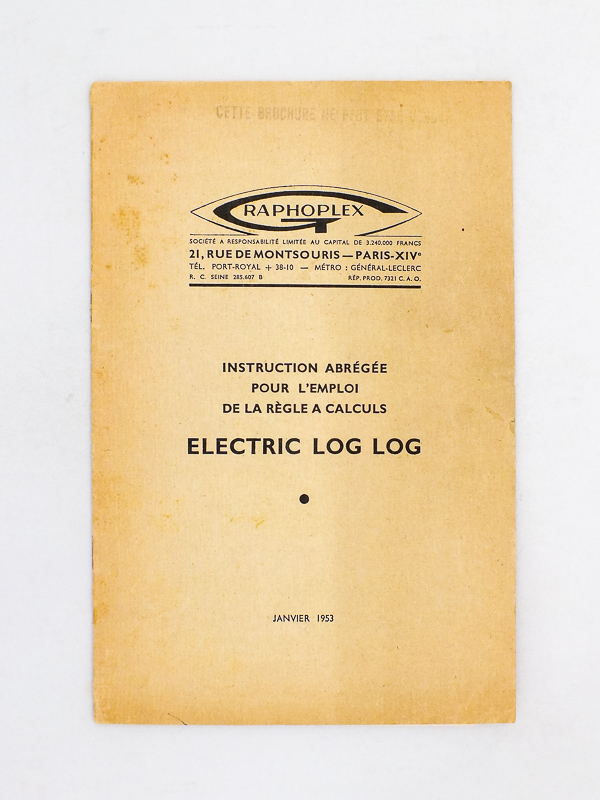 CETTE BROCHURE NE PEUT
GRAPHOPLEX
SOCIÉTÉ A RESPONSABILITÉ LIMITÉE AU CAPITAL DE 3.240.000 FRANCS
21, RUE DE MONTSOURIS — PARIS-XIVᵉ
TÉL. PORT-ROYAL + 38-10 — MÉTRO : GÉNÉRAL-LECLERC
R. C. SEINE 285.607 B RÉP. PROD. 7321 C. A. O.
INSTRUCTION ABRÉGÉE
POUR L'EMPLOI
DE LA RÈGLE A CALCULS
ELECTRIC LOG LOG
JANVIER 1953